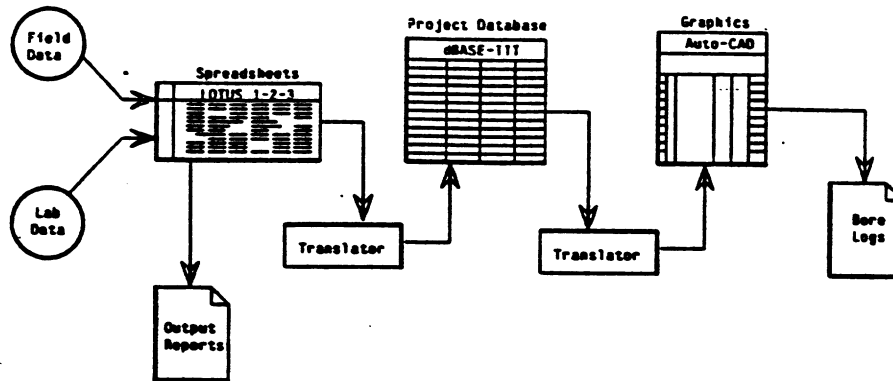 Field
Data
Spreadsheets
LOTUS 1-2-3
Project Database
dBASE-III
Graphics
Auto-CAD
Lab
Data
Translator
Translator
Bore
Logs
Output
Reports